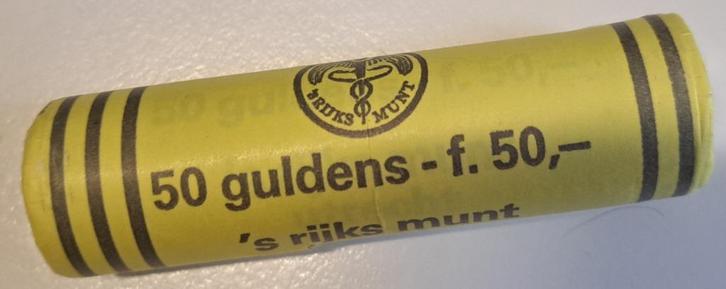 'S RIJKS MUNT
50 guldens - f. 50,-
's rijks munt